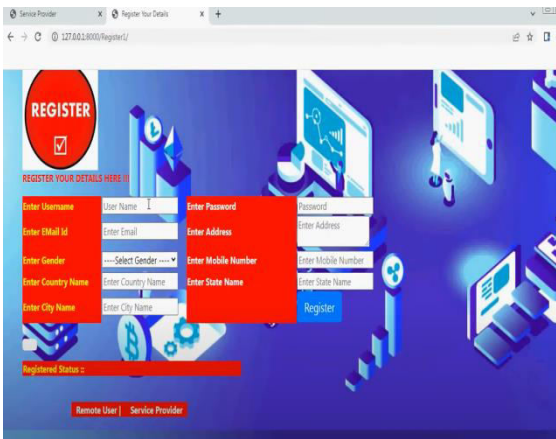 Service Provider X Register Your Details X +
127.0.0.1:8000/Register1/
REGISTER
REGISTER YOUR DETAILS HERE !!!
Enter Username User Name Enter Password Password
Enter EMail Id Enter Email Enter Address Enter Address
Enter Gender ----Select Gender ---- Enter Mobile Number Enter Mobile Number
Enter Country Name Enter Country Name Enter State Name Enter State Name
Enter City Name Enter City Name Register
Registered Status ::
Remote User | Service Provider